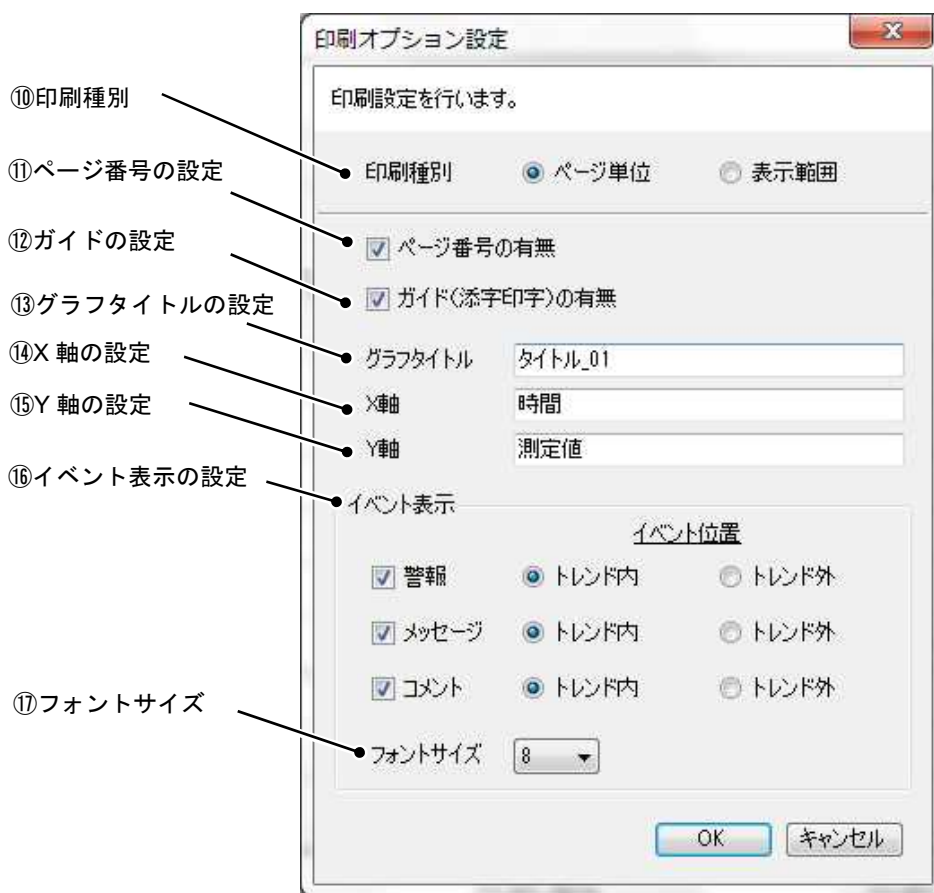 印刷オプション設定
印刷設定を行います。
⑩印刷種別
印刷種別 ページ単位 表示範囲
⑪ページ番号の設定
ページ番号の有無
⑫ガイドの設定
ガイド(添字印字)の有無
⑬グラフタイトルの設定
グラフタイトル タイトル_01
⑭X 軸の設定
X軸 時間
⑮Y 軸の設定
Y軸 測定値
⑯イベント表示の設定
イベント表示
イベント位置
警報 トレンド内 トレンド外
メッセージ トレンド内 トレンド外
コメント トレンド内 トレンド外
⑰フォントサイズ
フォントサイズ 8
OK キャンセル